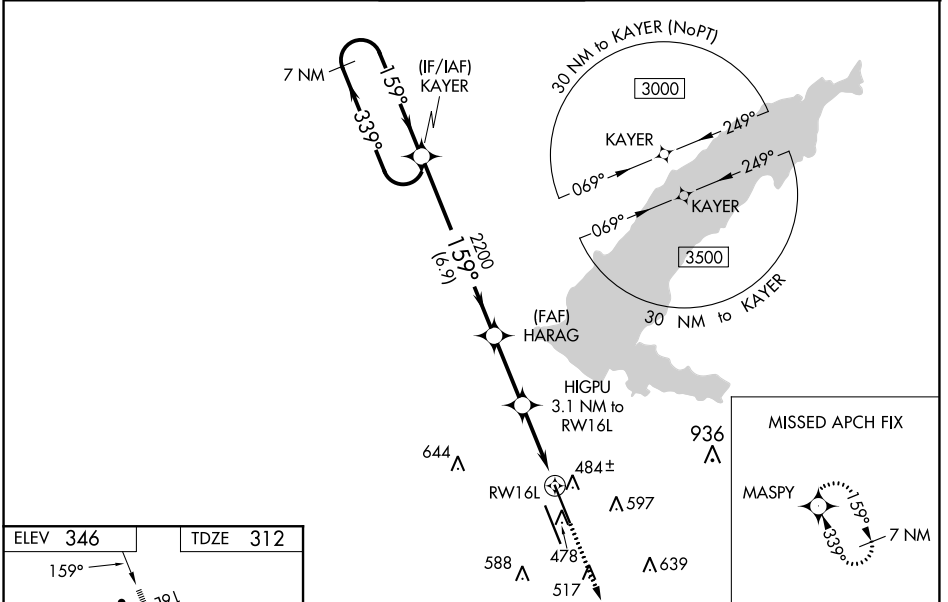 30 NM to KAYER (NoPT)
7 NM
159°
339°
(IF/IAF)
KAYER
3000
KAYER
249°
069°
249°
KAYER
069°
3500
30 NM to KAYER
2200
159°
(6.9)
(FAF)
HARAG
HIGPU
3.1 NM to
RW16L
936
644
484±
RW16L
597
478
588
517
639
MISSED APCH FIX
MASPY
159°
339°
7 NM
ELEV 346
TDZE 312
159°